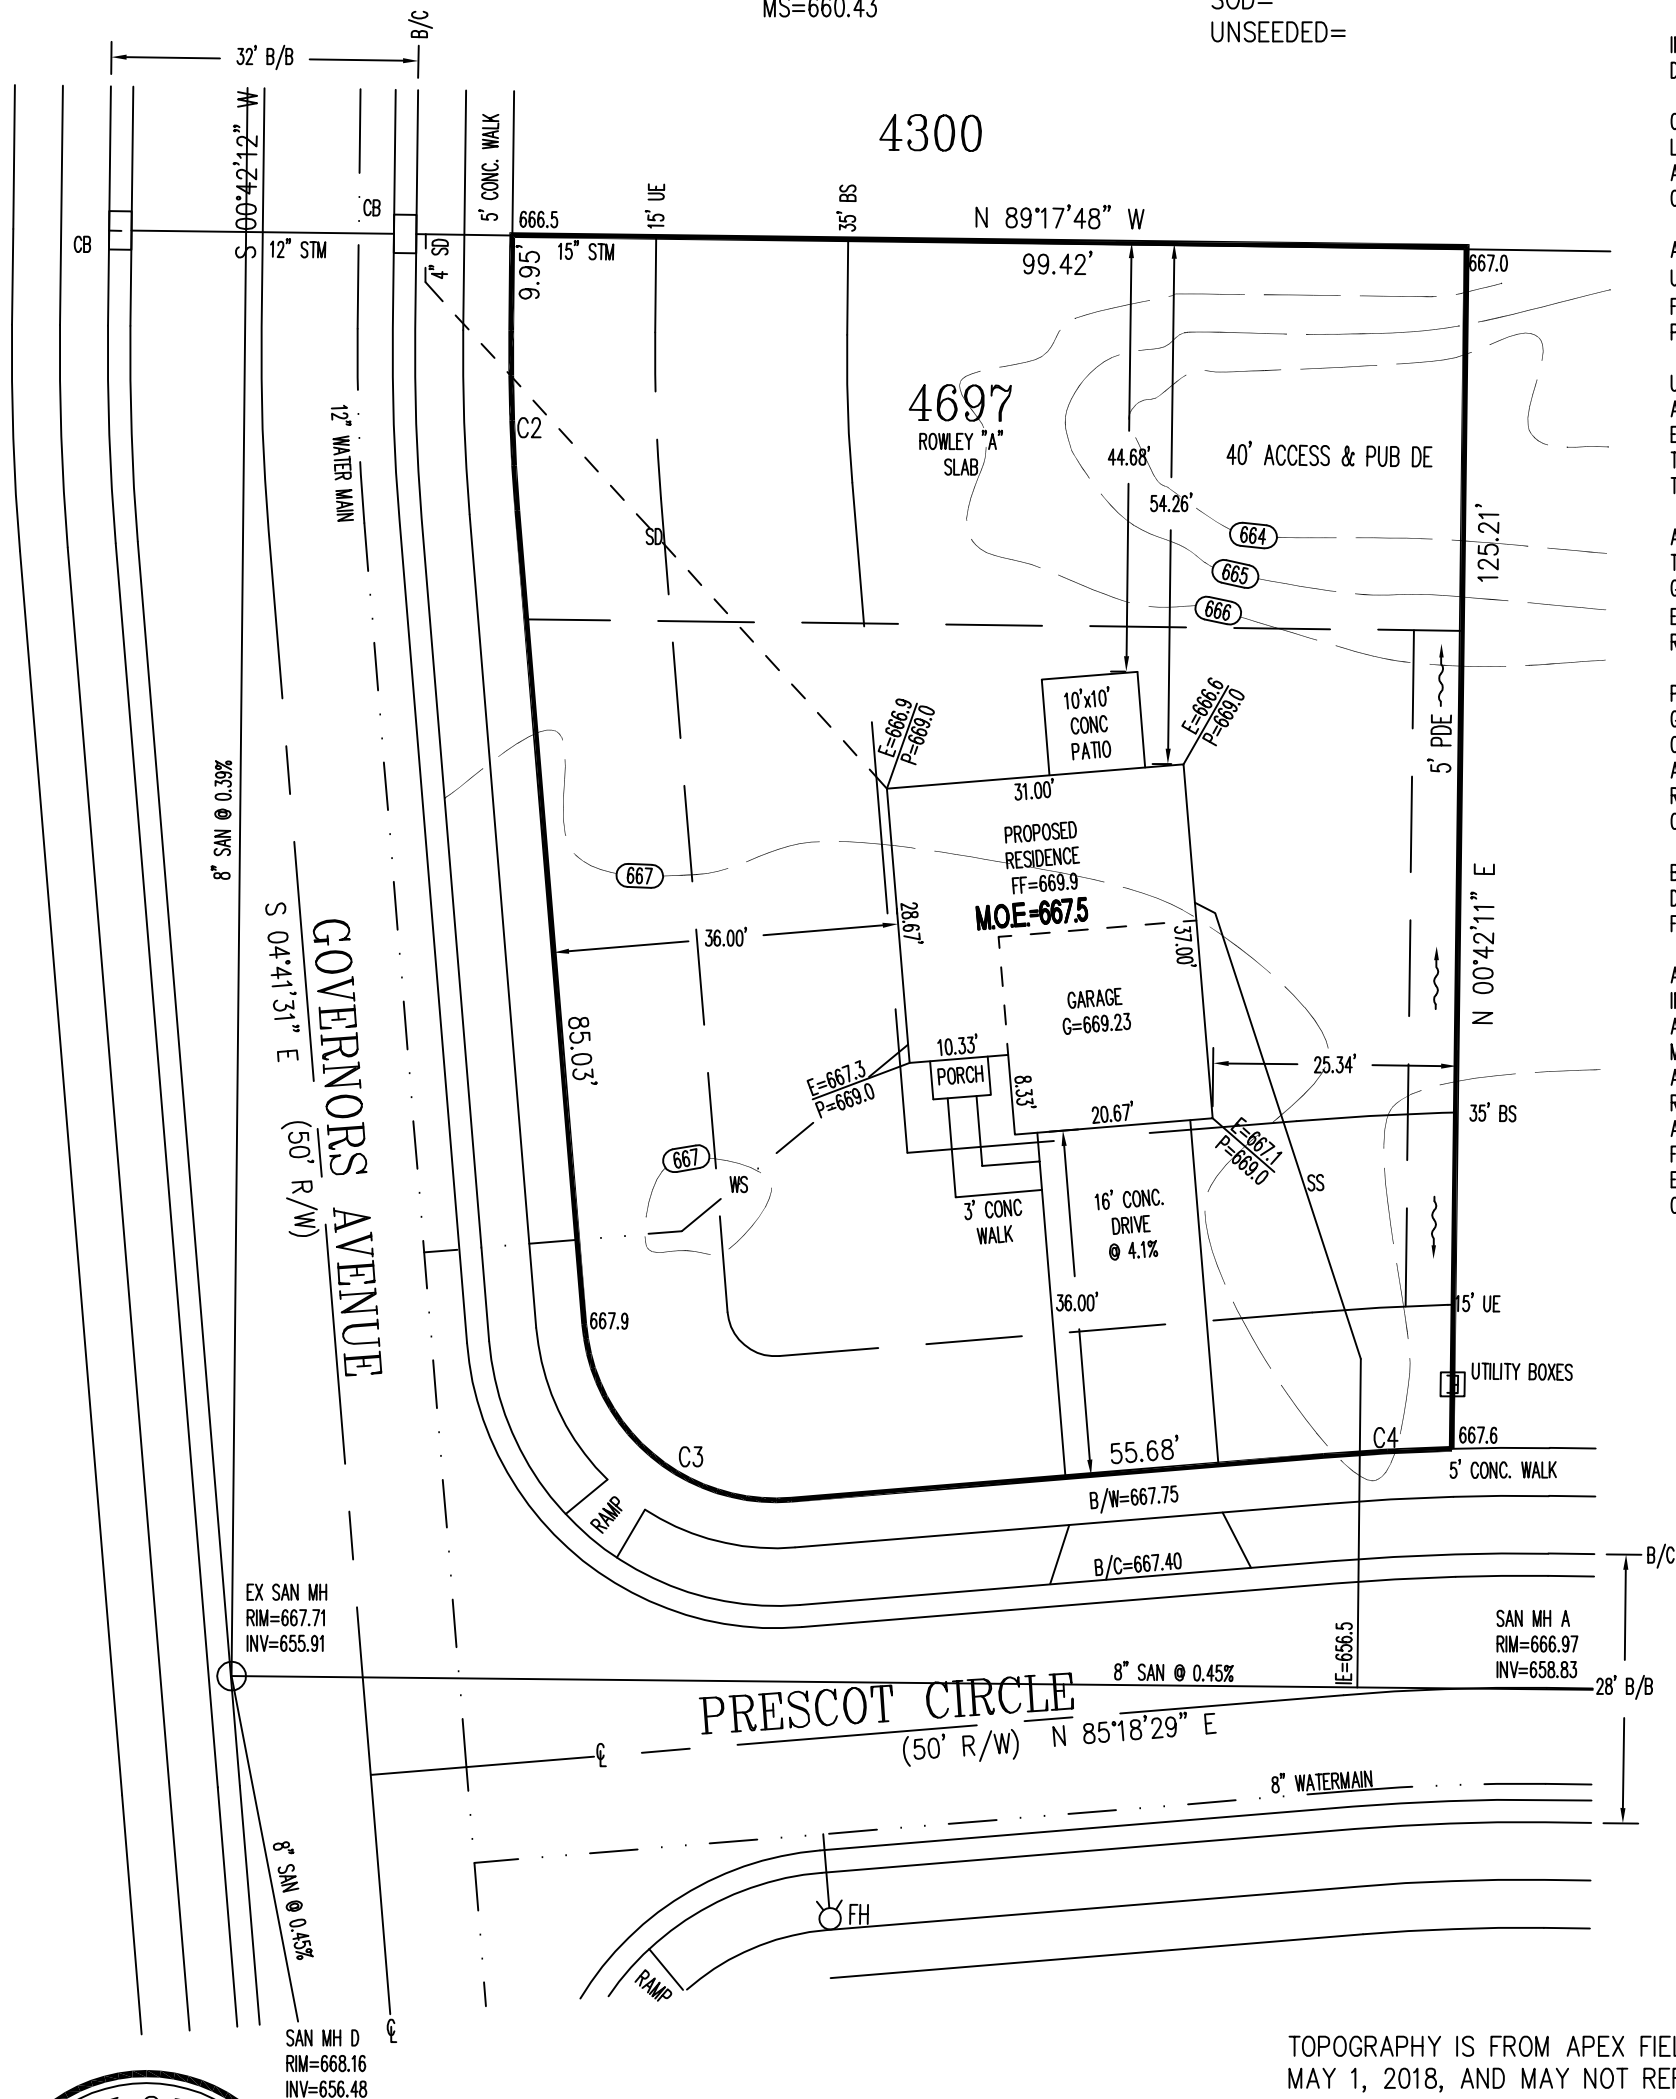 MS=660.43
UNSEEDED=
32' B/B
B/C
4300
S 00°42'12" W
CB
CB
12" STM
4" SD
5' CONC. WALK
666.5
15' UE
35' BS
N 89°17'48" W
99.42'
667.0
9.95'
15" STM
C2
12" WATER MAIN
4697
ROWLEY "A"
SLAB
44.68'
54.26'
40' ACCESS & PUB DE
SD
664
665
666
125.21'
10'x10'
CONC
PATIO
E=666.9
P=669.0
E=666.6
P=669.0
5' PDE
31.00'
8" SAN @ 0.39%
667
PROPOSED
RESIDENCE
FF=669.9
M.O.E.=667.5
28.67'
37.00'
36.00'
N 00°42'11" E
GOVERNORS AVENUE
(50' R/W)
S 04°41'31" E
85.03'
GARAGE
G=669.23
10.33'
PORCH
8.33'
25.34'
E=667.3
P=669.0
20.67'
35' BS
E=667.1
P=669.0
667
WS
SS
3' CONC
WALK
16' CONC.
DRIVE
@ 4.1%
36.00'
15' UE
667.9
UTILITY BOXES
C3
55.68'
C4
667.6
5' CONC. WALK
B/W=667.75
RAMP
B/C=667.40
B/C
EX SAN MH
RIM=667.71
INV=655.91
IE=656.5
SAN MH A
RIM=666.97
INV=658.83
8" SAN @ 0.45%
28' B/B
PRESCOT CIRCLE
(50' R/W) N 85°18'29" E
℄
8" WATERMAIN
8" SAN @ 0.45%
FH
RAMP
℄
SAN MH D
RIM=668.16
INV=656.48
TOPOGRAPHY IS FROM APEX
MAY 1, 2018, AND MAY NOT